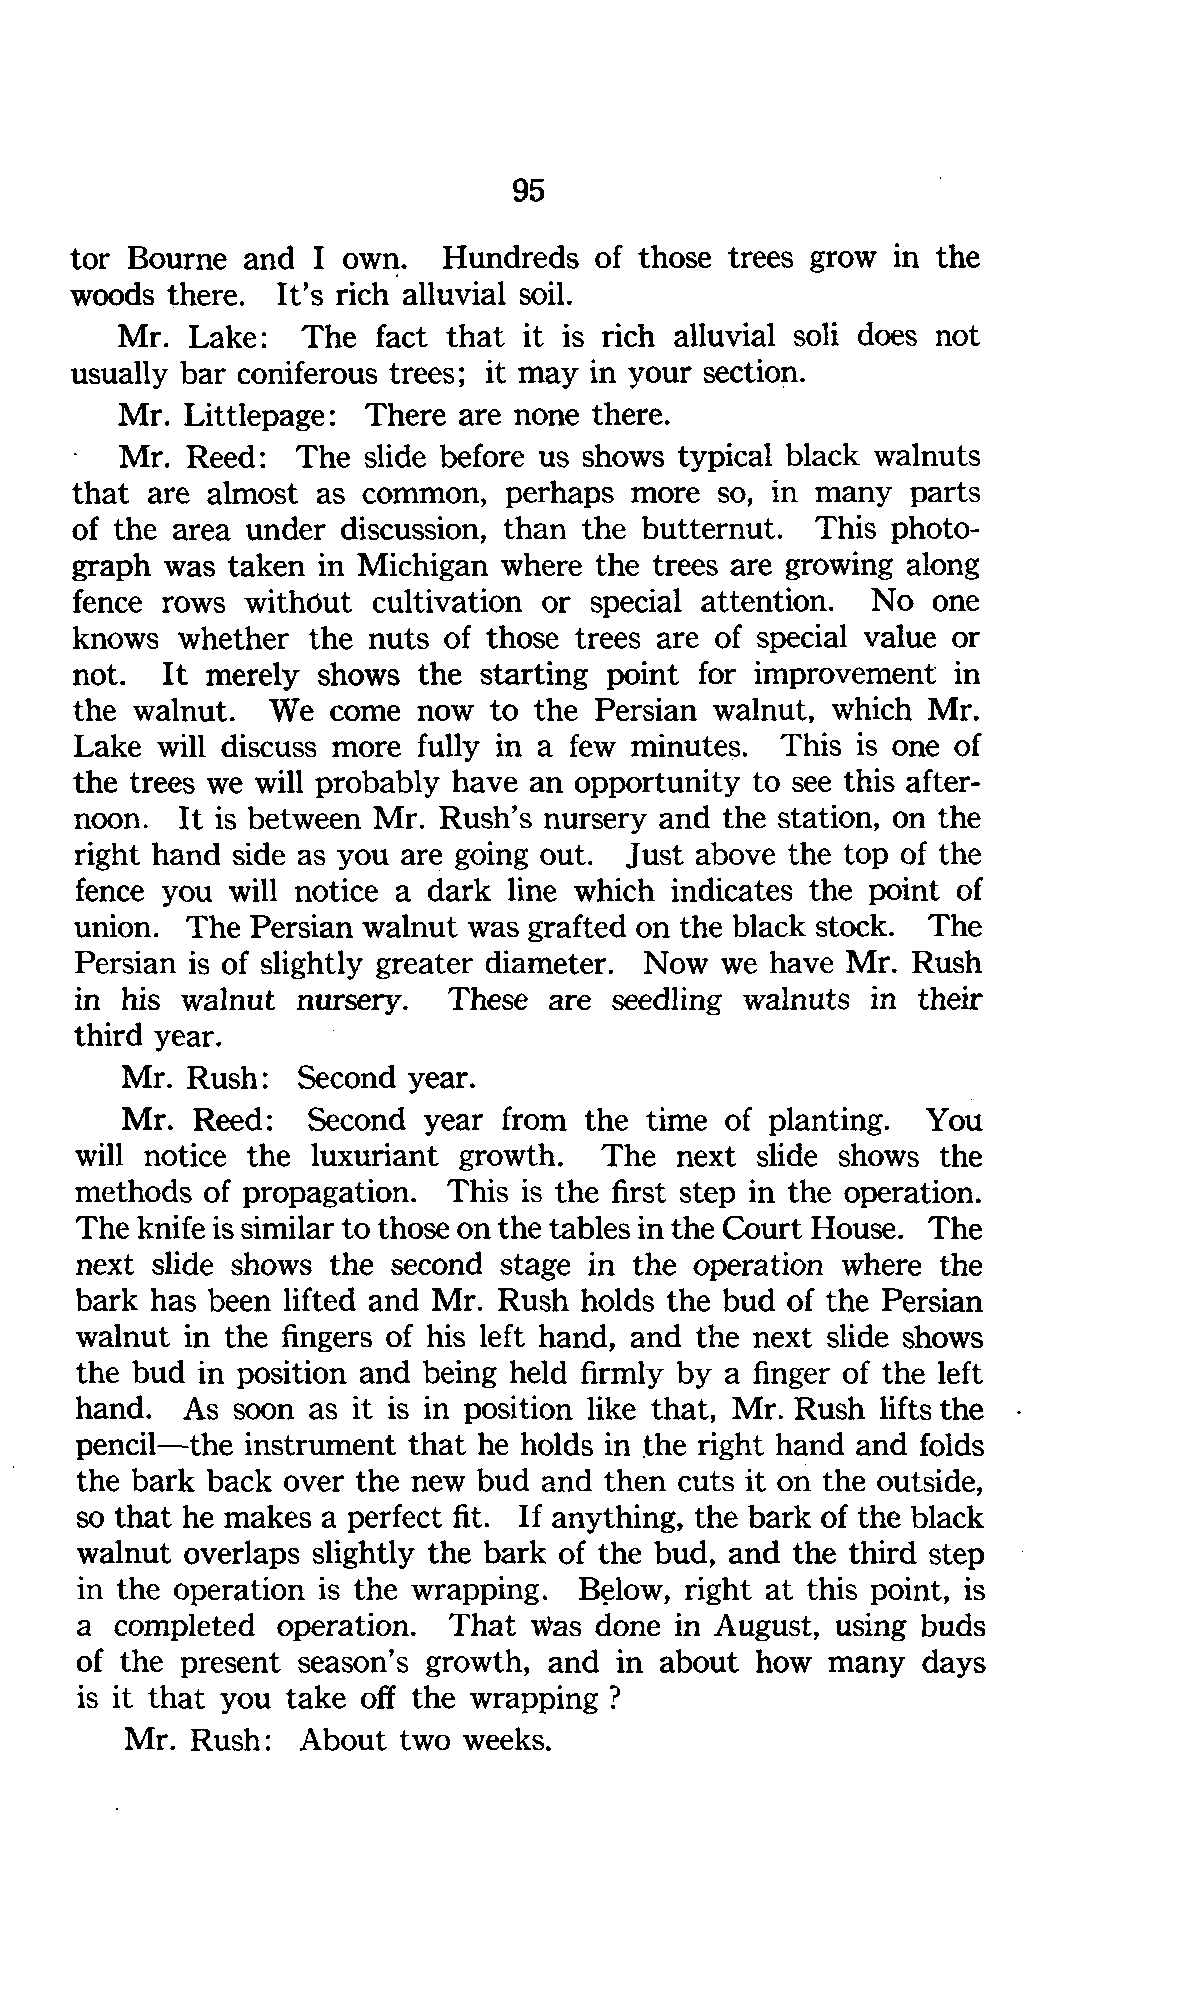 95
tor Bourne and I own. Hundreds of those trees grow in the
woods there. It's rich alluvial soil.
Mr. Lake: The fact that it is rich alluvial soli does not
usually bar coniferous trees; it may in your section.
Mr. Littlepage: There are none there.
Mr. Reed: The slide before us shows typical black walnuts
that are almost as common, perhaps more so, in many parts
of the area under discussion, than the butternut. This photo-
graph was taken in Michigan where the trees are growing along
fence rows without cultivation or special attention. No one
knows whether the nuts of those trees are of special value or
not. It merely shows the starting point for improvement in
the walnut. We come now to the Persian walnut, which Mr.
Lake will discuss more fully in a few minutes. This is one of
the trees we will probably have an opportunity to see this after-
noon. It is between Mr. Rush's nursery and the station, on the
right hand side as you are going out. Just above the top of the
fence you will notice a dark line which indicates the point of
union. The Persian walnut was grafted on the black stock. The
Persian is of slightly greater diameter. Now we have Mr. Rush
in his walnut nursery. These are seedling walnuts in their
third year.
Mr. Rush: Second year.
Mr. Reed: Second year from the time of planting. You
will notice the luxuriant growth. The next slide shows the
methods of propagation. This is the first step in the operation.
The knife is similar to those on the tables in the Court House. The
next slide shows the second stage in the operation where the
bark has been lifted and Mr. Rush holds the bud of the Persian
walnut in the fingers of his left hand, and the next slide shows
the bud in position and being held firmly by a finger of the left
hand. As soon as it is in position like that, Mr. Rush lifts the
pencil—the instrument that he holds in the right hand and folds
the bark back over the new bud and then cuts it on the outside,
so that he makes a perfect fit. If anything, the bark of the black
walnut overlaps slightly the bark of the bud, and the third step
in the operation is the wrapping. Below, right at this point, is
a completed operation. That was done in August, using buds
of the present season's growth, and in about how many days
is it that you take off the wrapping ?
Mr. Rush: About two weeks.